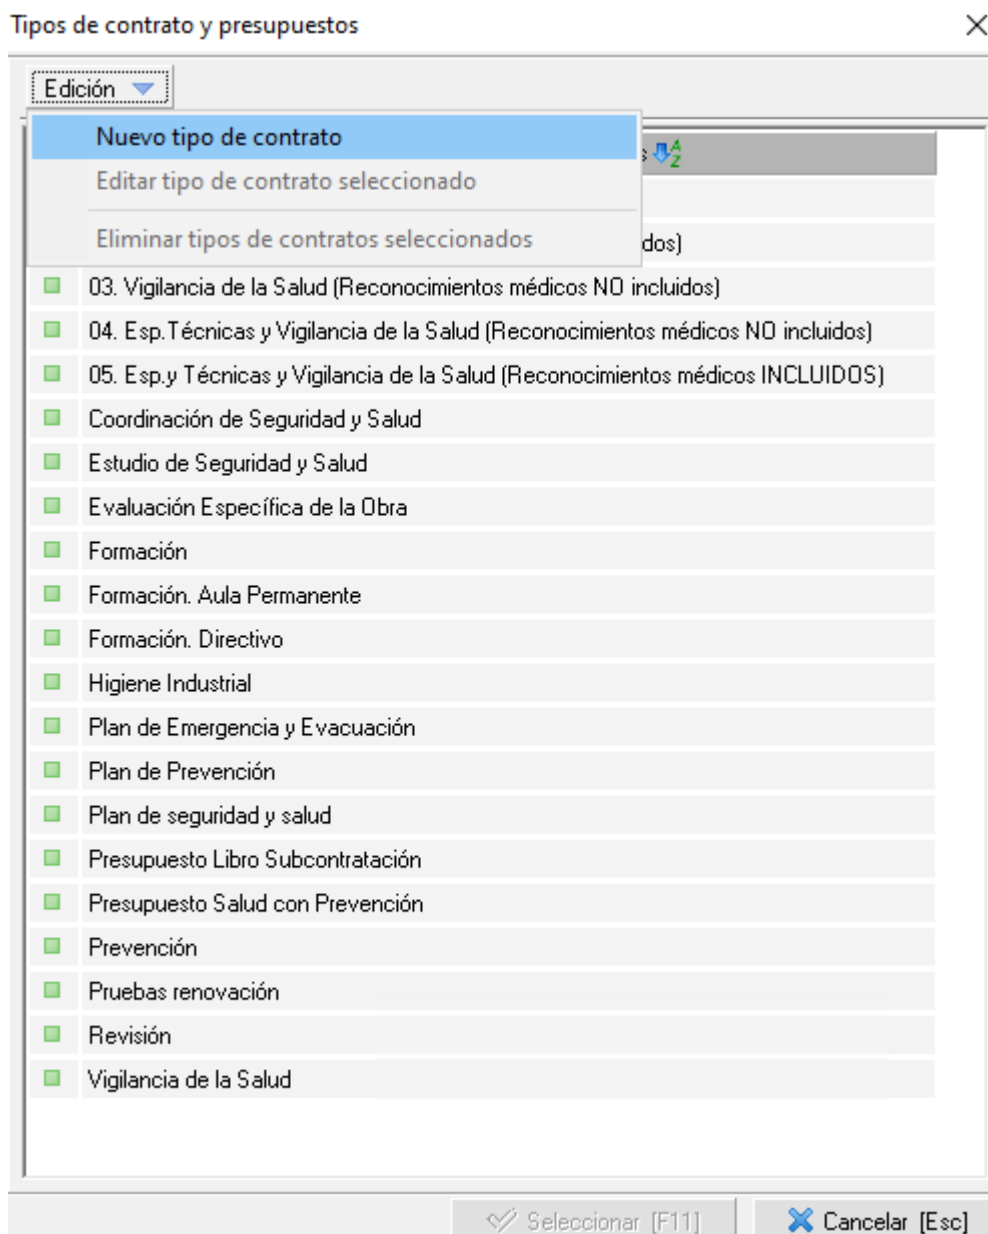 Tipos de contrato y presupuestos
Edición
Nuevo tipo de contrato
Editar tipo de contrato seleccionado
Eliminar tipos de contratos seleccionados
03. Vigilancia de la Salud (Reconocimientos médicos NO incluidos)
04. Esp.Técnicas y Vigilancia de la Salud (Reconocimientos médicos NO incluidos)
05. Esp.y Técnicas y Vigilancia de la Salud (Reconocimientos médicos INCLUIDOS)
Coordinación de Seguridad y Salud
Estudio de Seguridad y Salud
Evaluación Específica de la Obra
Formación
Formación. Aula Permanente
Formación. Directivo
Higiene Industrial
Plan de Emergencia y Evacuación
Plan de Prevención
Plan de seguridad y salud
Presupuesto Libro Subcontratación
Presupuesto Salud con Prevención
Prevención
Pruebas renovación
Revisión
Vigilancia de la Salud
Seleccionar [F11]
Cancelar [Esc]